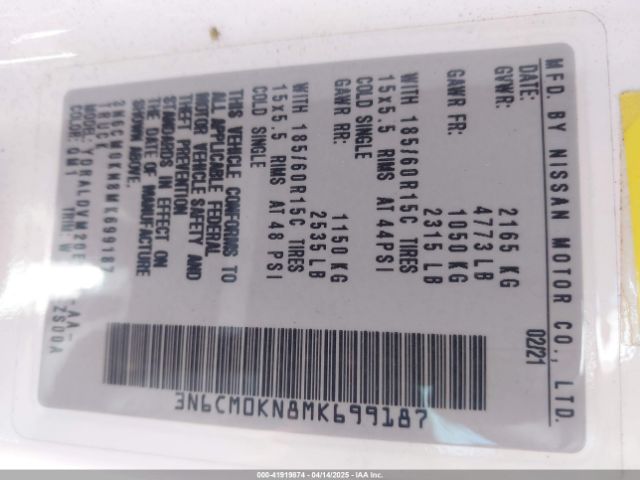 MFD. BY NISSAN MOTOR CO., LTD.
DATE: 02/21
GVWR: 2165 KG
4773 LB
GAWR FR: 1050 KG
2315 LB
WITH 185/60R15C TIRES
15x5.5 RIMS AT 44PSI
COLD SINGLE
GAWR RR: 1150 KG
2535 LB
WITH 185/60R15C TIRES
15x5.5 RIMS AT 48 PSI
COLD SINGLE
THIS VEHICLE CONFORMS TO
ALL APPLICABLE FEDERAL
MOTOR VEHICLE SAFETY AND
THEFT PREVENTION
STANDARDS IN EFFECT ON
THE DATE OF MANUFACTURE
SHOWN ABOVE.
3N6CM0KN8MK699187
TRUCK
MODEL:
3N6CM0KN8MK699187
000-41919874 - 04/14/2025 - IAAI